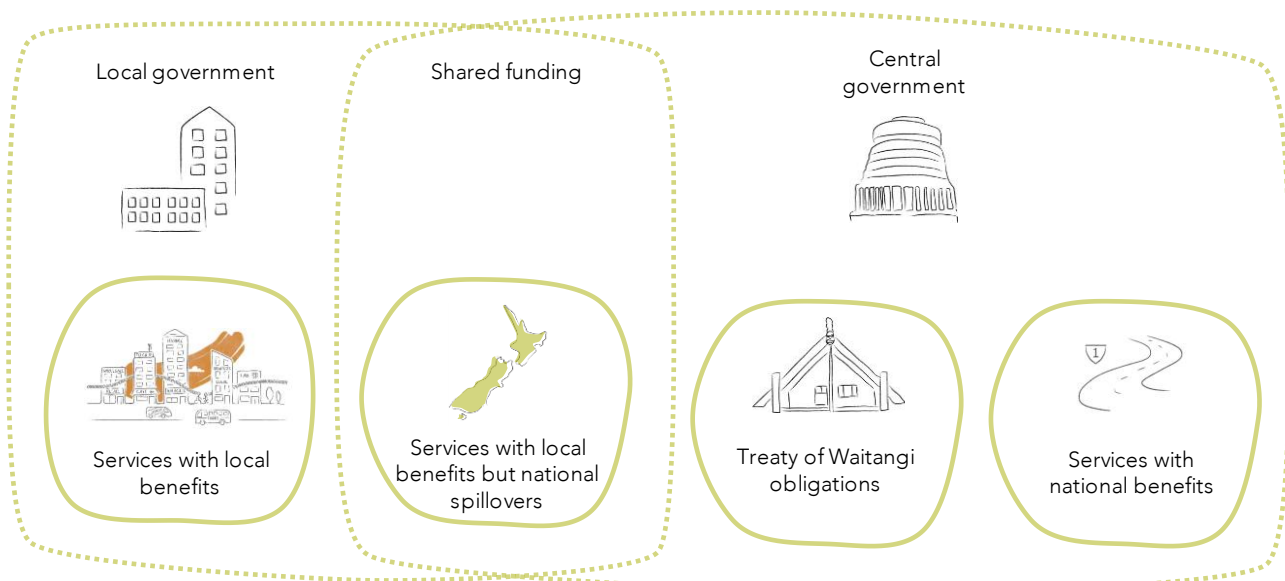 Local government
Shared funding
Central
government
1
Services with local
benefits
Services with local
benefits but national
spillovers
Treaty of Waitangi
obligations
Services with
national benefits